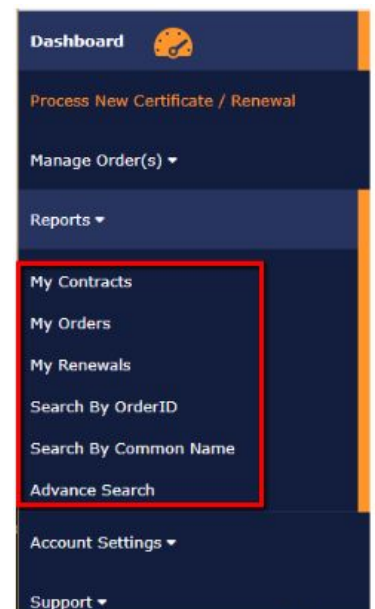 Dashboard
Process New Certificate / Renewal
Manage Order(s) ▾
Reports ▾
My Contracts
My Orders
My Renewals
Search By OrderID
Search By Common Name
Advance Search
Account Settings ▾
Support ▾